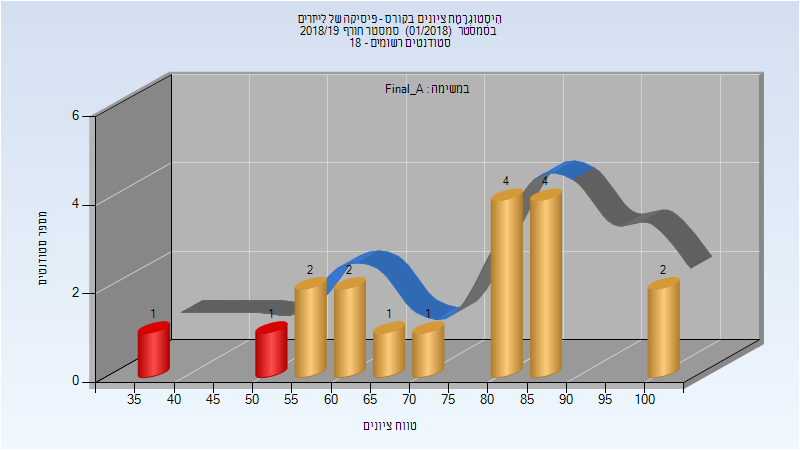 היסטוגרמת ציונים בקורס - פיסיקה של לייזרים
בסמסטר (01/2018) סמסטר חורף 2018/19
סטודנטים רשומים - 18
במשימה : Final_A
מספר סטודנטים
6
4
2
0
1
1
2
2
1
1
4
4
2
35 40 45 50 55 60 65 70 75 80 85 90 95 100
טווח ציונים